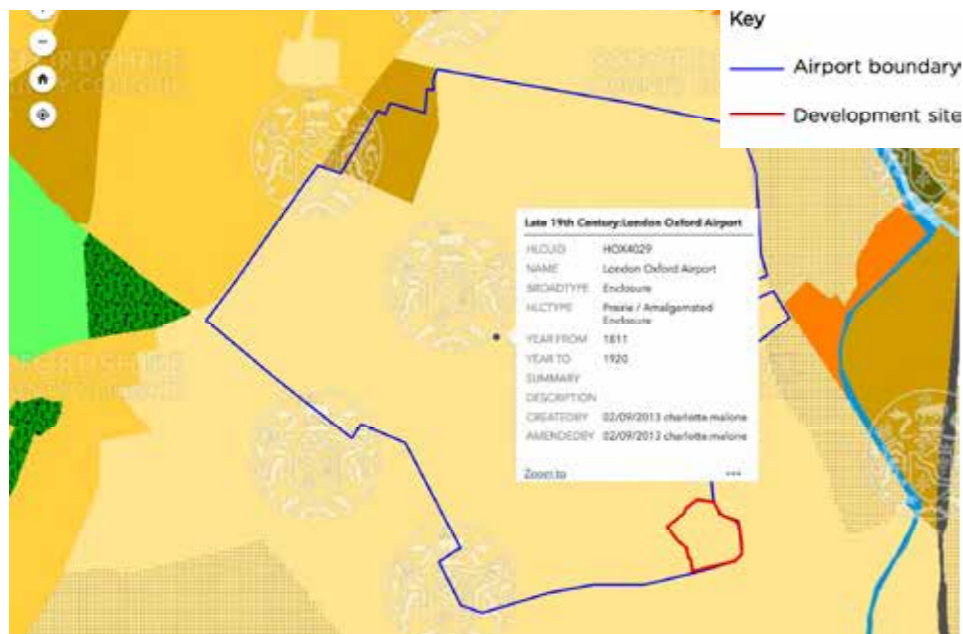 Key
Airport boundary
Development site
Late 19th Century:London Oxford Airport
HLCUID HOX4029
NAME London Oxford Airport
BROADTYPE Enclosure
HLCTYPE Prairie / Amalgamated
Enclosure
YEAR FROM 1811
YEAR TO 1920
SUMMARY
DESCRIPTION
CREATEDBY 02/09/2013 charlotte.malone
AMENDEDBY 02/09/2013 charlotte.malone
Zoom to •••